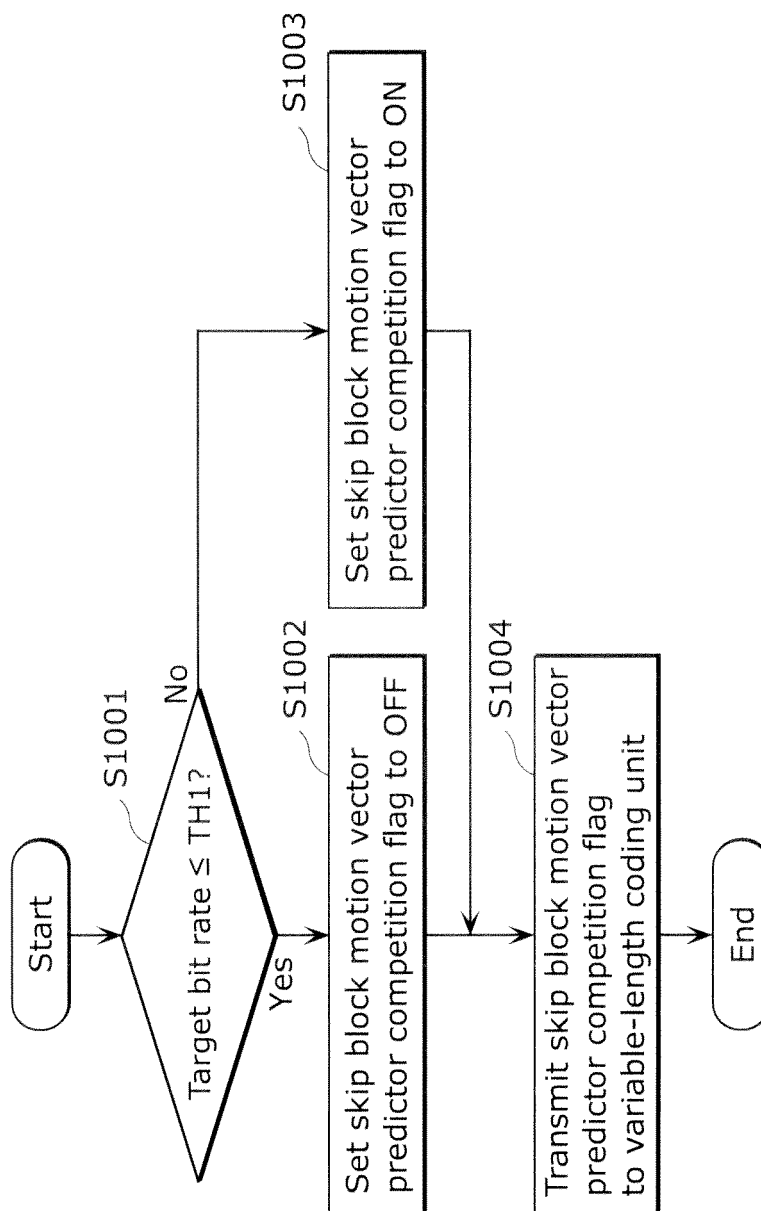 Start
S1001
Target bit rate ≤ TH1?
No
Yes
S1002
Set skip block motion vector
predictor competition flag to OFF
S1003
Set skip block motion vector
predictor competition flag to ON
S1004
Transmit skip block motion vector
predictor competition flag
to variable-length coding unit
End